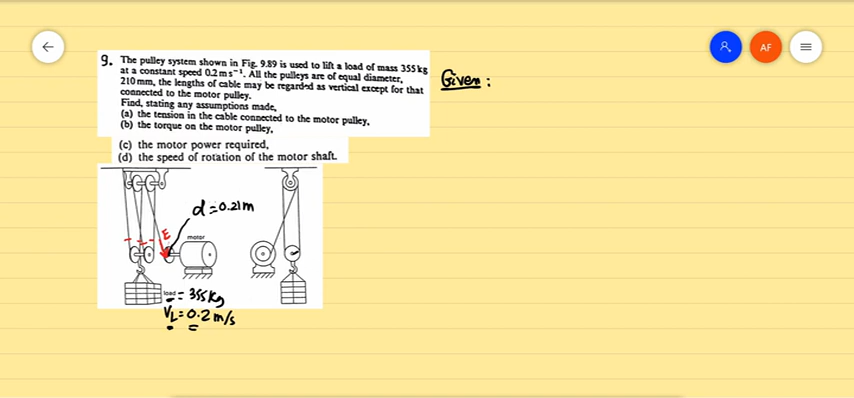 AF
9. The pulley system shown in Fig. 9.89 is used to lift a load of mass 355 kg
at a constant speed 0.2 m s⁻¹. All the pulleys are of equal diameter,
210 mm, the lengths of cable may be regarded as vertical except for that
connected to the motor pulley.
Find, stating any assumptions made,
(a) the tension in the cable connected to the motor pulley,
(b) the torque on the motor pulley,
(c) the motor power required,
(d) the speed of rotation of the motor shaft.
Given :
d = 0.21m
E
motor
load = 355 kg
VL = 0.2 m/s